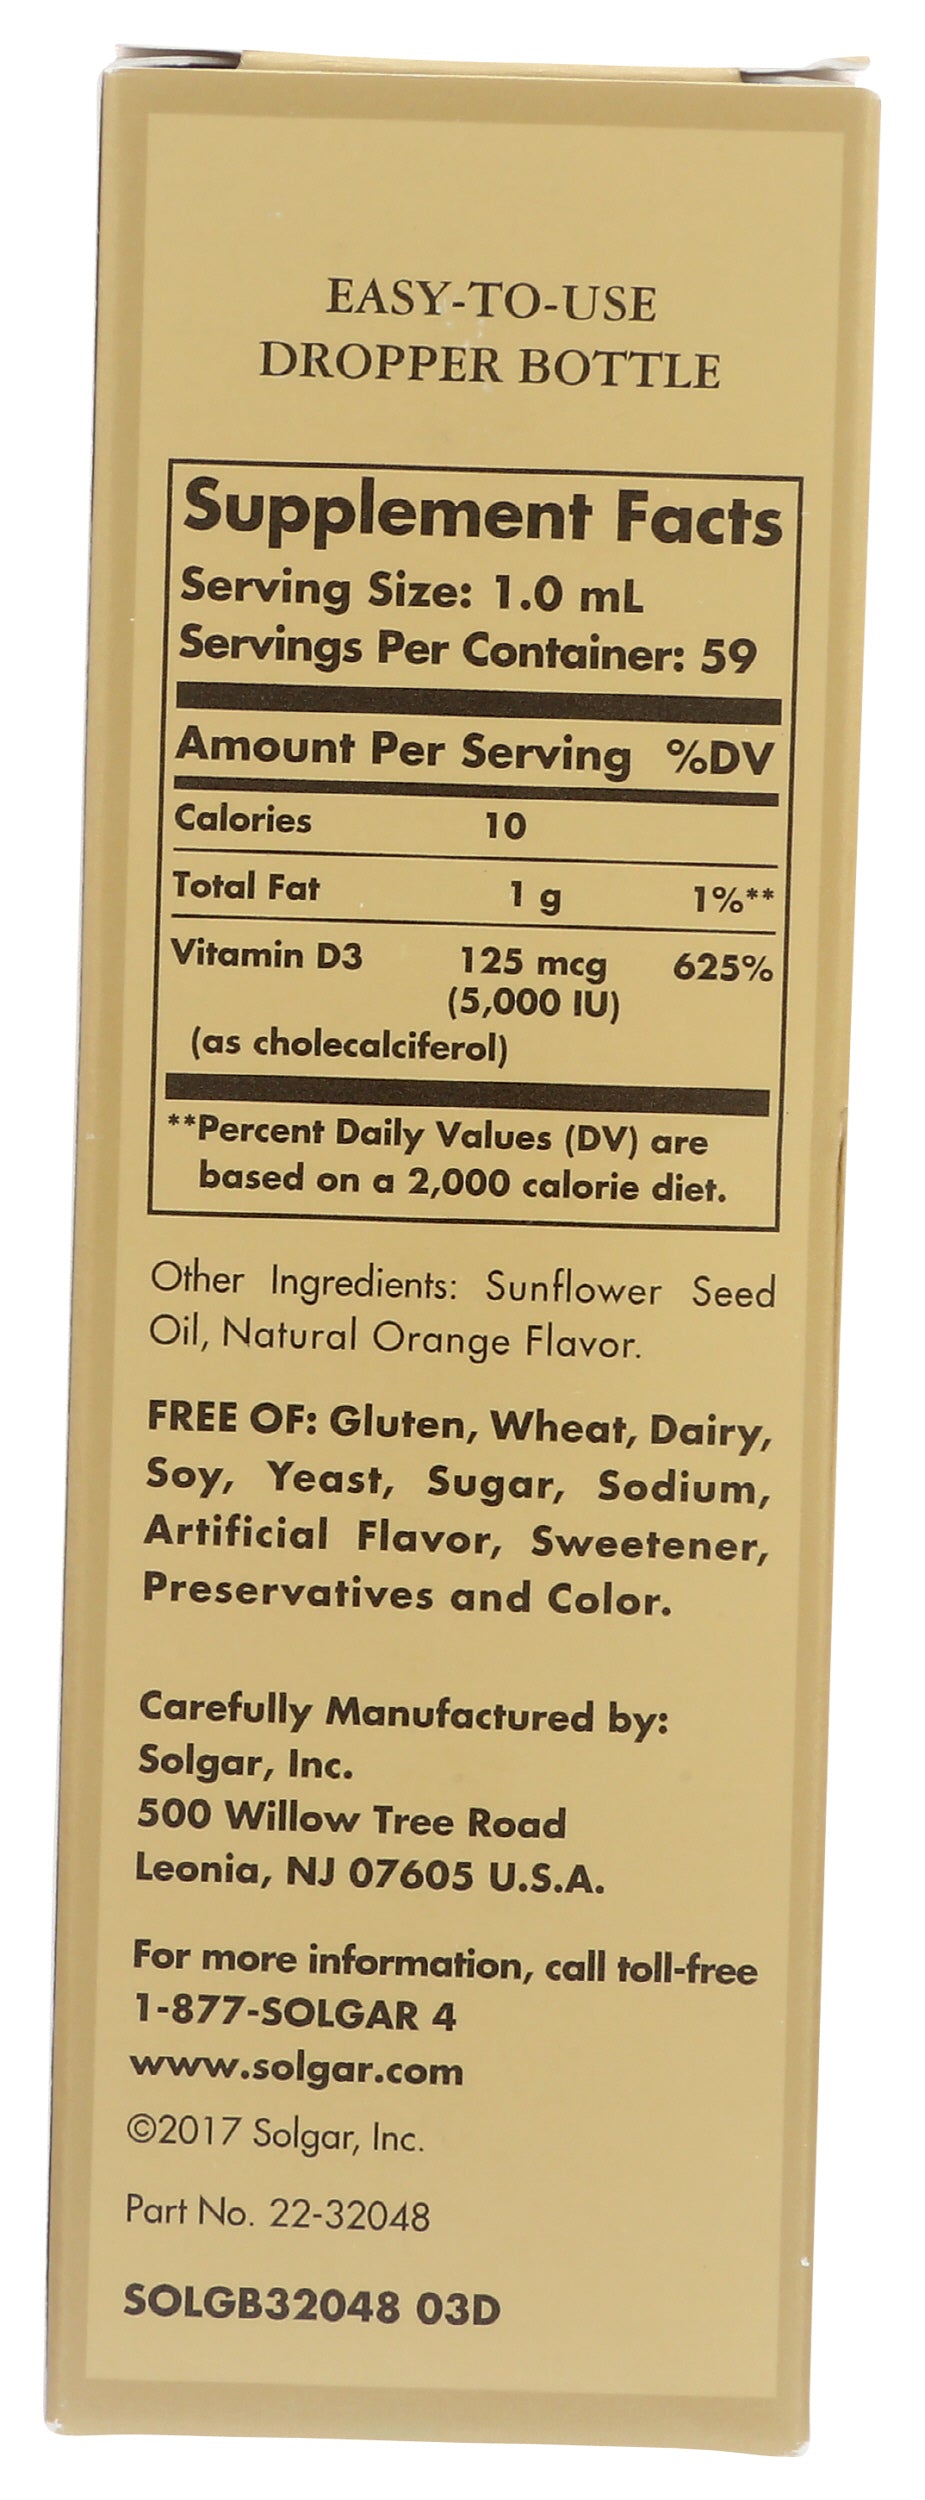 EASY-TO-USE
DROPPER BOTTLE
Supplement Facts
Serving Size: 1.0 mL
Servings Per Container: 59
Amount Per Serving %DV
Calories 10
Total Fat 1 g 1%**
Vitamin D3 125 mcg 625%
(5,000 IU)
(as cholecalciferol)
**Percent Daily Values (DV) are
based on a 2,000 calorie diet.
Other Ingredients: Sunflower Seed
Oil, Natural Orange Flavor.
FREE OF: Gluten, Wheat, Dairy,
Soy, Yeast, Sugar, Sodium,
Artificial Flavor, Sweetener,
Preservatives and Color.
Carefully Manufactured by:
Solgar, Inc.
500 Willow Tree Road
Leonia, NJ 07605 U.S.A.
For more information, call toll-free
1-877-SOLGAR 4
www.solgar.com
©2017 Solgar, Inc.
Part No. 22-32048
SOLGB32048 03D